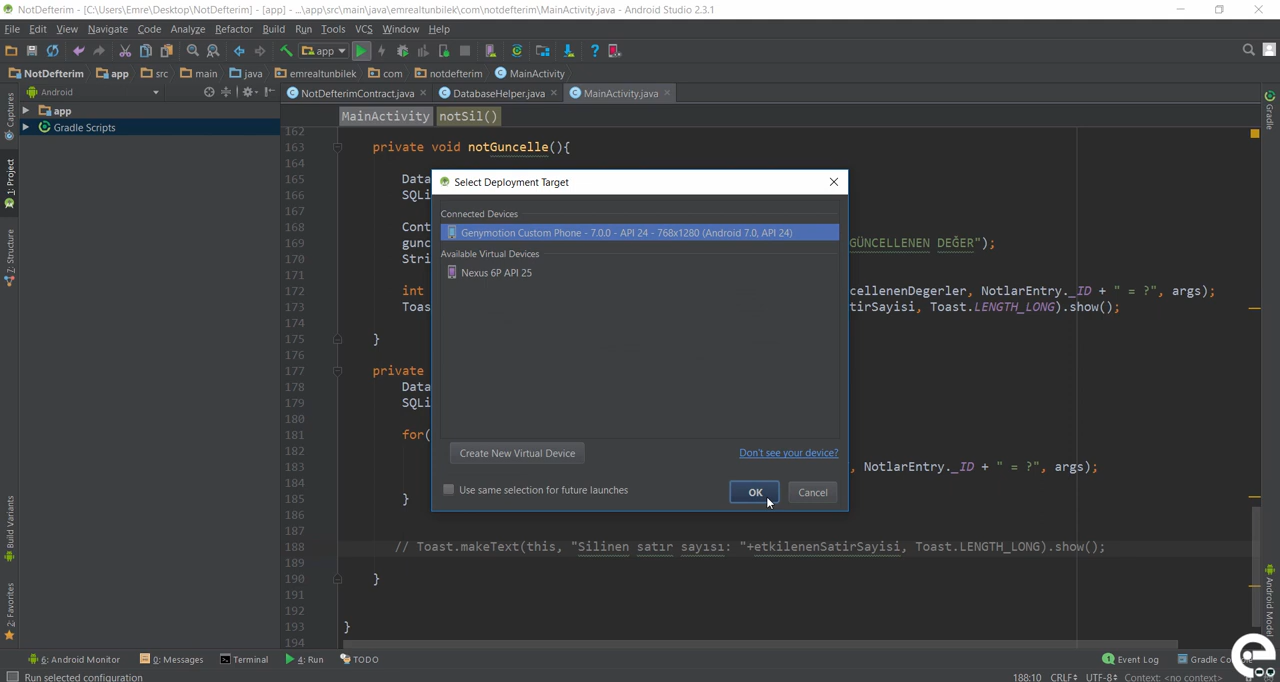 NotDefterim - [C:\Users\Emre\Desktop\NotDefterim] - [app] - ...\app\src\main\java\emrealtunbilek\com\notdefterim\MainActivity.java - Android Studio 2.3.1
File Edit View Navigate Code Analyze Refactor Build Run Tools VCS Window Help
app
NotDefterim app src main java emrealtunbilek com notdefterim MainActivity
Android NotDefterimContract.java DatabaseHelper.java MainActivity.java
app
Gradle Scripts
MainActivity notSil()
Captures
1: Project
7: Structure
Build Variants
2: Favorites
Gradle
Android Model
162
163 private void notGuncelle(){
164
165 Data
166 SQLi
167
168 Cont
169 gunc GÜNCELLENEN DEĞER");
170 Stri
171
172 int cellenenDegerler, NotlarEntry._ID + " = ?", args);
173 Toas tirSayisi, Toast.LENGTH_LONG).show();
174
175 }
176
177 private
178 Data
179 SQLi
180
181 for(
182
183 , NotlarEntry._ID + " = ?", args);
184
185 }
186
187
188 // Toast.makeText(this, "Silinen satır sayısı: "+etkilenenSatirSayisi, Toast.LENGTH_LONG).show();
189
190 }
191
192
193 }
194
Select Deployment Target
Connected Devices
Genymotion Custom Phone - 7.0.0 - API 24 - 768x1280 (Android 7.0, API 24)
Available Virtual Devices
Nexus 6P API 25
Create New Virtual Device Don't see your device?
Use same selection for future launches OK Cancel
6: Android Monitor 0: Messages Terminal 4: Run TODO 1 Event Log Gradle Co
Run selected configuration 188:10 CRLF UTF-8 Context: <no context>